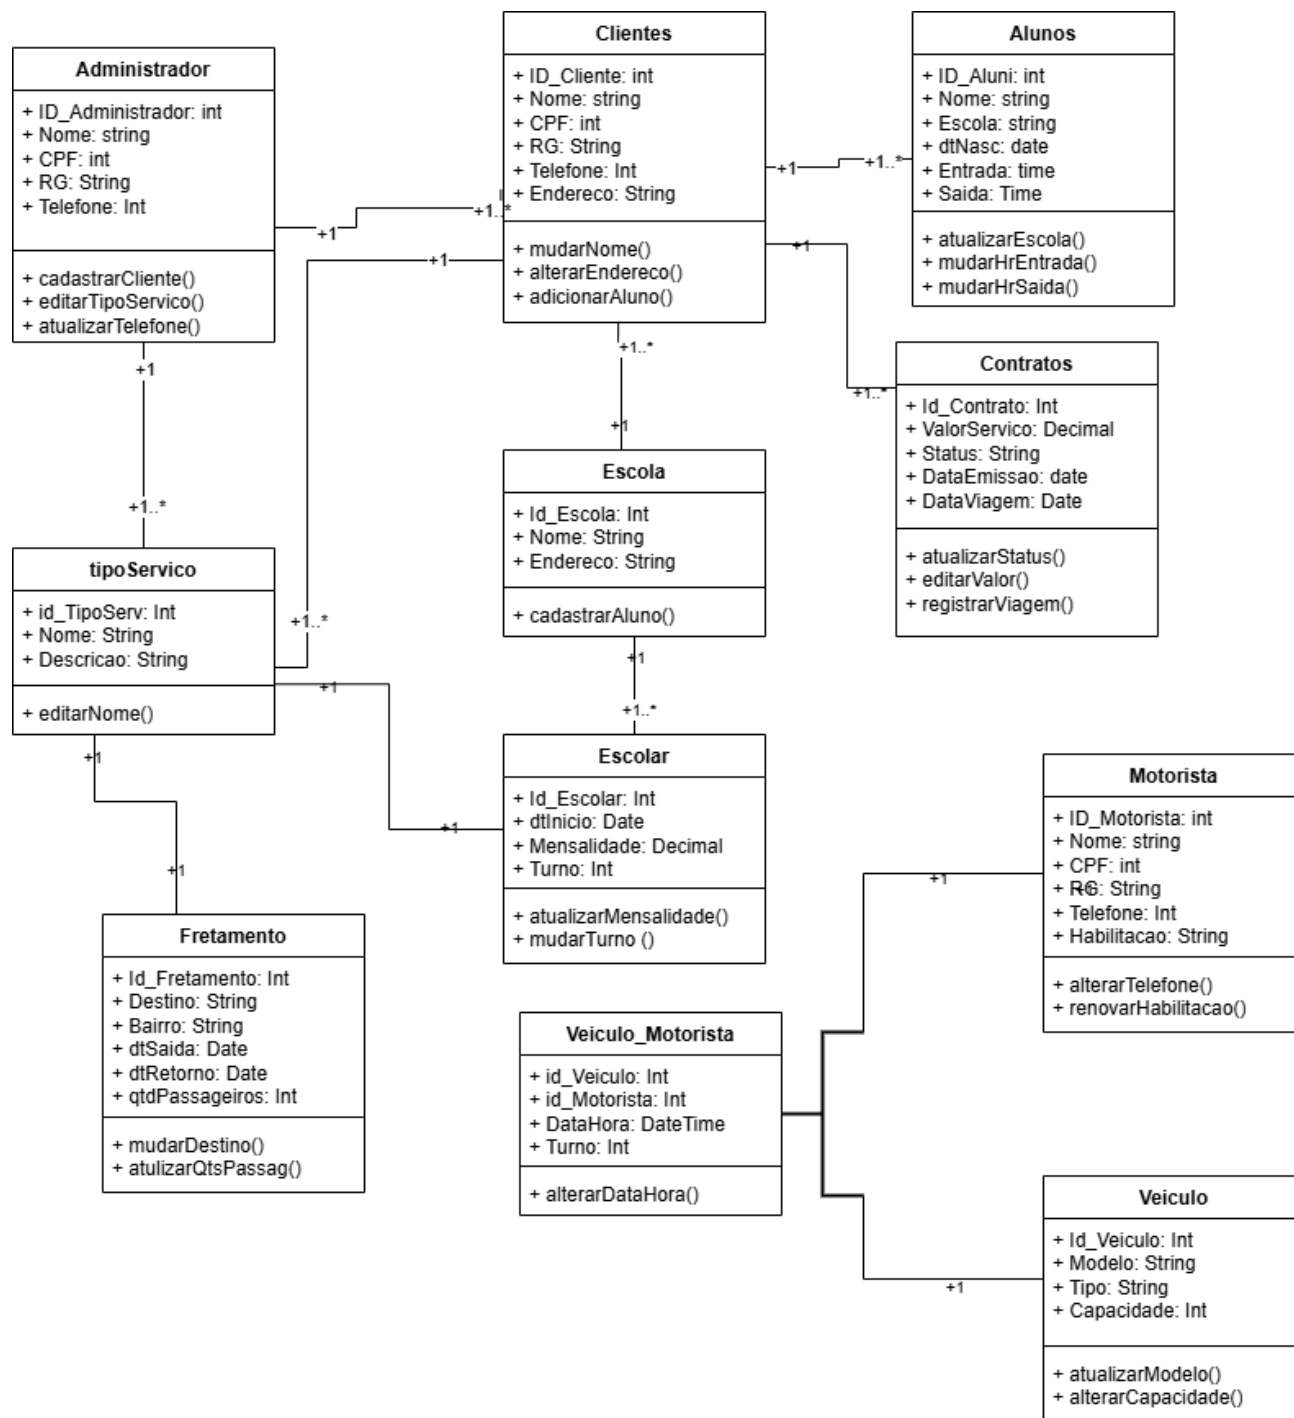 Administrador
+ ID_Administrador: int
+ Nome: string
+ CPF: int
+ RG: String
+ Telefone: Int
+ cadastrarCliente()
+ editarTipoServico()
+ atualizarTelefone()
Clientes
+ ID_Cliente: int
+ Nome: string
+ CPF: int
+ RG: String
+ Telefone: Int
+ Endereco: String
+ mudarNome()
+ alterarEndereco()
+ adicionarAluno()
Alunos
+ ID_Aluni: int
+ Nome: string
+ Escola: string
+ dtNasc: date
+ Entrada: time
+ Saida: Time
+ atualizarEscola()
+ mudarHrEntrada()
+ mudarHrSaida()
+1
+1..*
+1
+1..*
+1
+1..*
+1
+1..*
+1
+1..*
+1..*
+1
Contratos
+ Id_Contrato: Int
+ ValorServico: Decimal
+ Status: String
+ DataEmissao: date
+ DataViagem: Date
+ atualizarStatus()
+ editarValor()
+ registrarViagem()
Escola
+ Id_Escola: Int
+ Nome: String
+ Endereco: String
+ cadastrarAluno()
tipoServico
+ id_TipoServ: Int
+ Nome: String
+ Descricao: String
+ editarNome()
+1
+1..*
+1
+1
+1
+1
Escolar
+ Id_Escolar: Int
+ dtInicio: Date
+ Mensalidade: Decimal
+ Turno: Int
+ atualizarMensalidade()
+ mudarTurno ()
Fretamento
+ Id_Fretamento: Int
+ Destino: String
+ Bairro: String
+ dtSaida: Date
+ dtRetorno: Date
+ qtdPassageiros: Int
+ mudarDestino()
+ atulizarQtsPassag()
Motorista
+ ID_Motorista: int
+ Nome: string
+ CPF: int
+ RG: String
+ Telefone: Int
+ Habilitacao: String
+ alterarTelefone()
+ renovarHabilitacao()
+1
Veiculo_Motorista
+ id_Veiculo: Int
+ id_Motorista: Int
+ DataHora: DateTime
+ Turno: Int
+ alterarDataHora()
+1
Veiculo
+ Id_Veiculo: Int
+ Modelo: String
+ Tipo: String
+ Capacidade: Int
+ atualizarModelo()
+ alterarCapacidade()